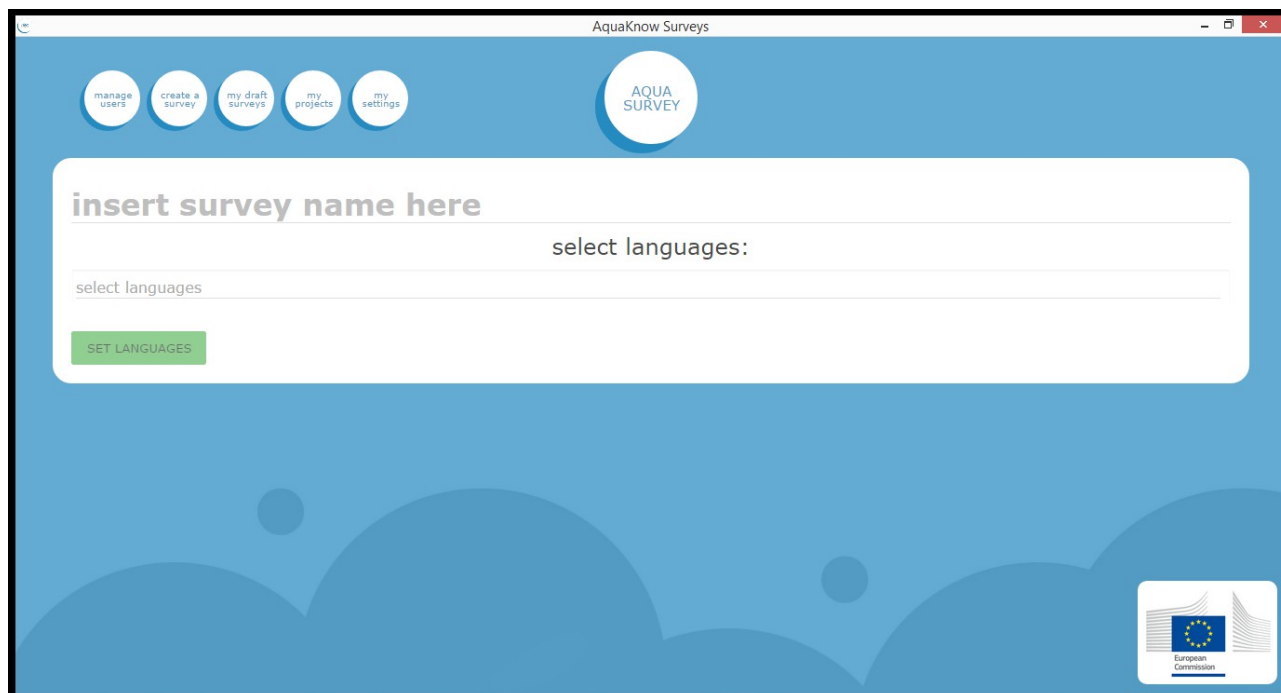 AquaKnow Surveys
manage
users
create a
survey
my draft
surveys
my
projects
my
settings
AQUA
SURVEY
insert survey name here
select languages:
select languages
SET LANGUAGES
European
Commission